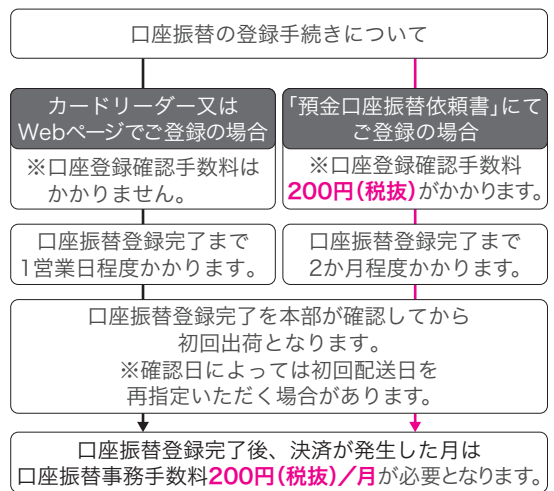 口座振替の登録手続きについて
カードリーダー又は
Webページでご登録の場合
※口座登録確認手数料は
かかりません。
口座振替登録完了まで
1営業日程度かかります。
「預金口座振替依頼書」にて
ご登録の場合
※口座登録確認手数料
200円(税抜)がかかります。
口座振替登録完了まで
2か月程度かかります。
口座振替登録完了を本部が確認してから
初回出荷となります。
※確認日によっては初回配送日を
再指定いただく場合があります。
口座振替登録完了後、決済が発生した月は
口座振替事務手数料200円(税抜)/月が必要となります。